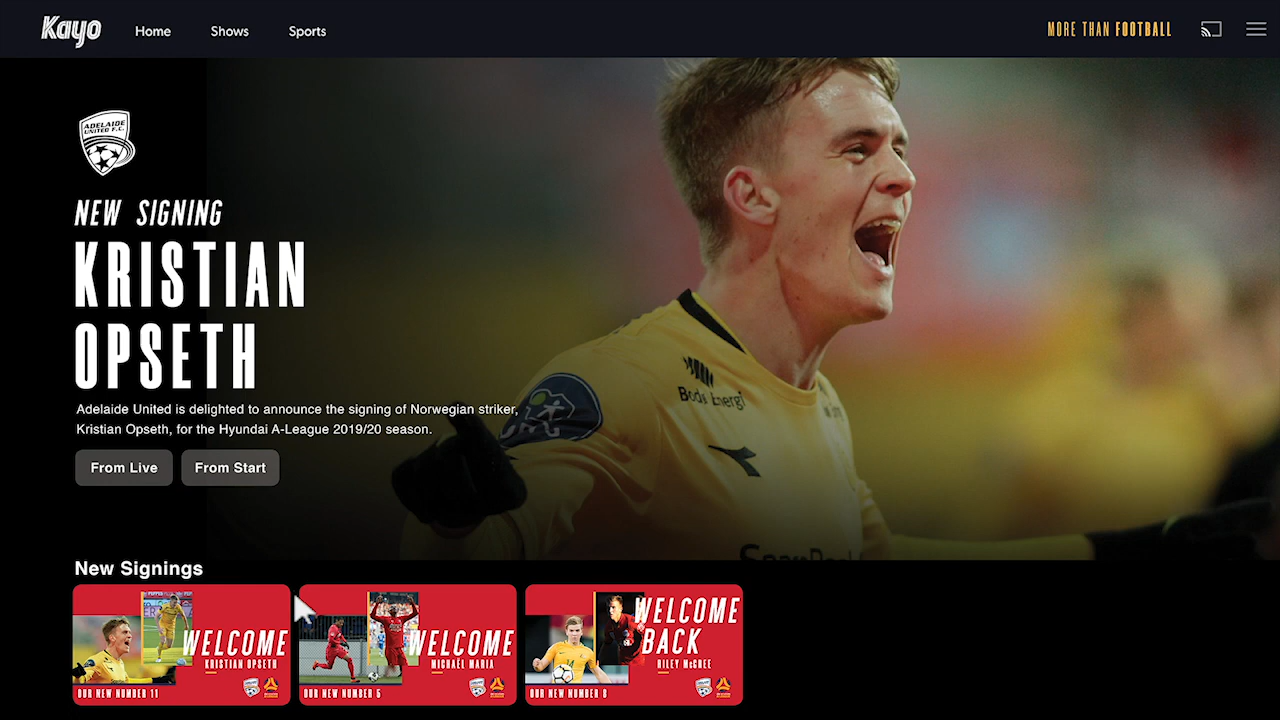 Kayo
Home
Shows
Sports
MORE THAN FOOTBALL
ADELAIDE
UNITED F.C.
NEW SIGNING
KRISTIAN
OPSETH
Adelaide United is delighted to announce the signing of Norwegian striker,
Kristian Opseth, for the Hyundai A-League 2019/20 season.
From Live
From Start
Bodø Energi
New Signings
WELCOME
KRISTIAN OPSETH
OUR NEW NUMBER 11
WELCOME
MICHAËL MARIA
OUR NEW NUMBER 5
WELCOME
BACK
RILEY McGREE
OUR NEW NUMBER 8